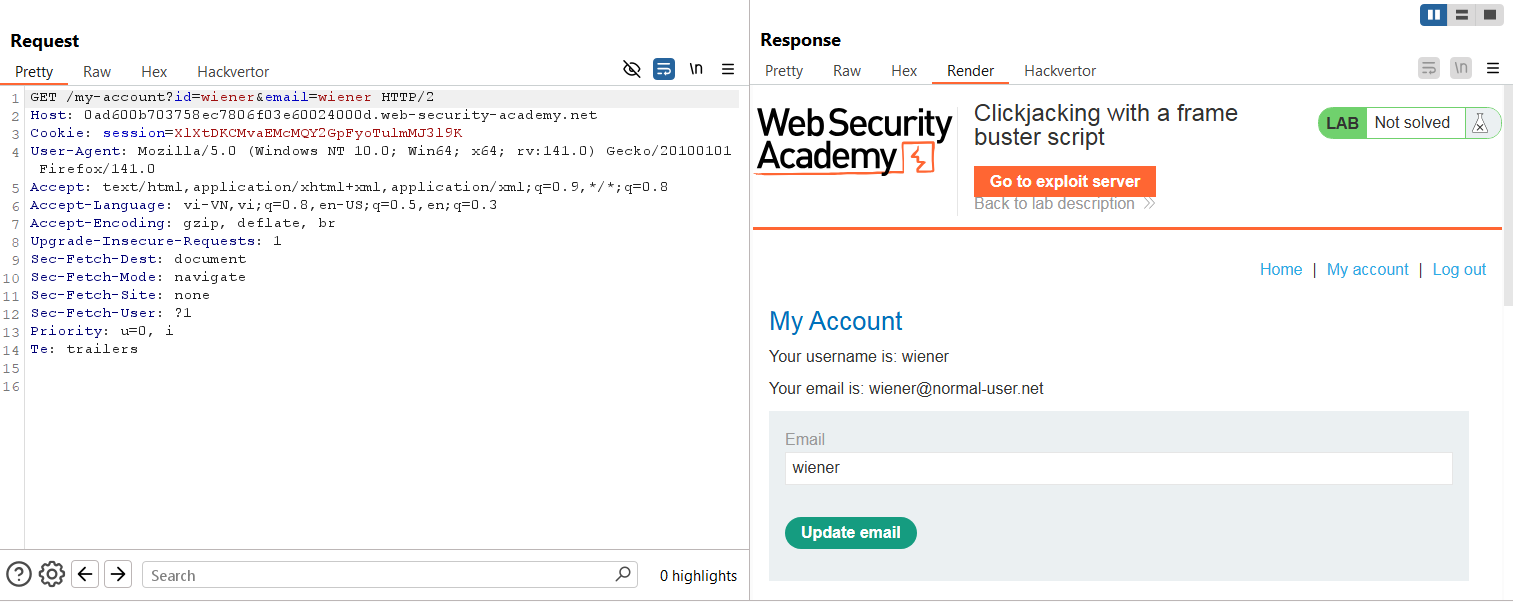 Request
Pretty Raw Hex Hackvertor \n
1 GET /my-account?id=wiener&email=wiener HTTP/2
2 Host: 0ad600b703758ec7806f03e60024000d.web-security-academy.net
3 Cookie: session=XlXtDKCMvaEMcMQY2GpFyoTulmMJ3l9K
4 User-Agent: Mozilla/5.0 (Windows NT 10.0; Win64; x64; rv:141.0) Gecko/20100101
Firefox/141.0
5 Accept: text/html,application/xhtml+xml,application/xml;q=0.9,*/*;q=0.8
6 Accept-Language: vi-VN,vi;q=0.8,en-US;q=0.5,en;q=0.3
7 Accept-Encoding: gzip, deflate, br
8 Upgrade-Insecure-Requests: 1
9 Sec-Fetch-Dest: document
10 Sec-Fetch-Mode: navigate
11 Sec-Fetch-Site: none
12 Sec-Fetch-User: ?1
13 Priority: u=0, i
14 Te: trailers
15
16
Search
0 highlights
Response
Pretty Raw Hex Render Hackvertor \n
Web Security
Academy
Clickjacking with a frame
buster script
LAB Not solved
Go to exploit server
Back to lab description
Home | My account | Log out
My Account
Your username is: wiener
Your email is: wiener@normal-user.net
Email
wiener
Update email